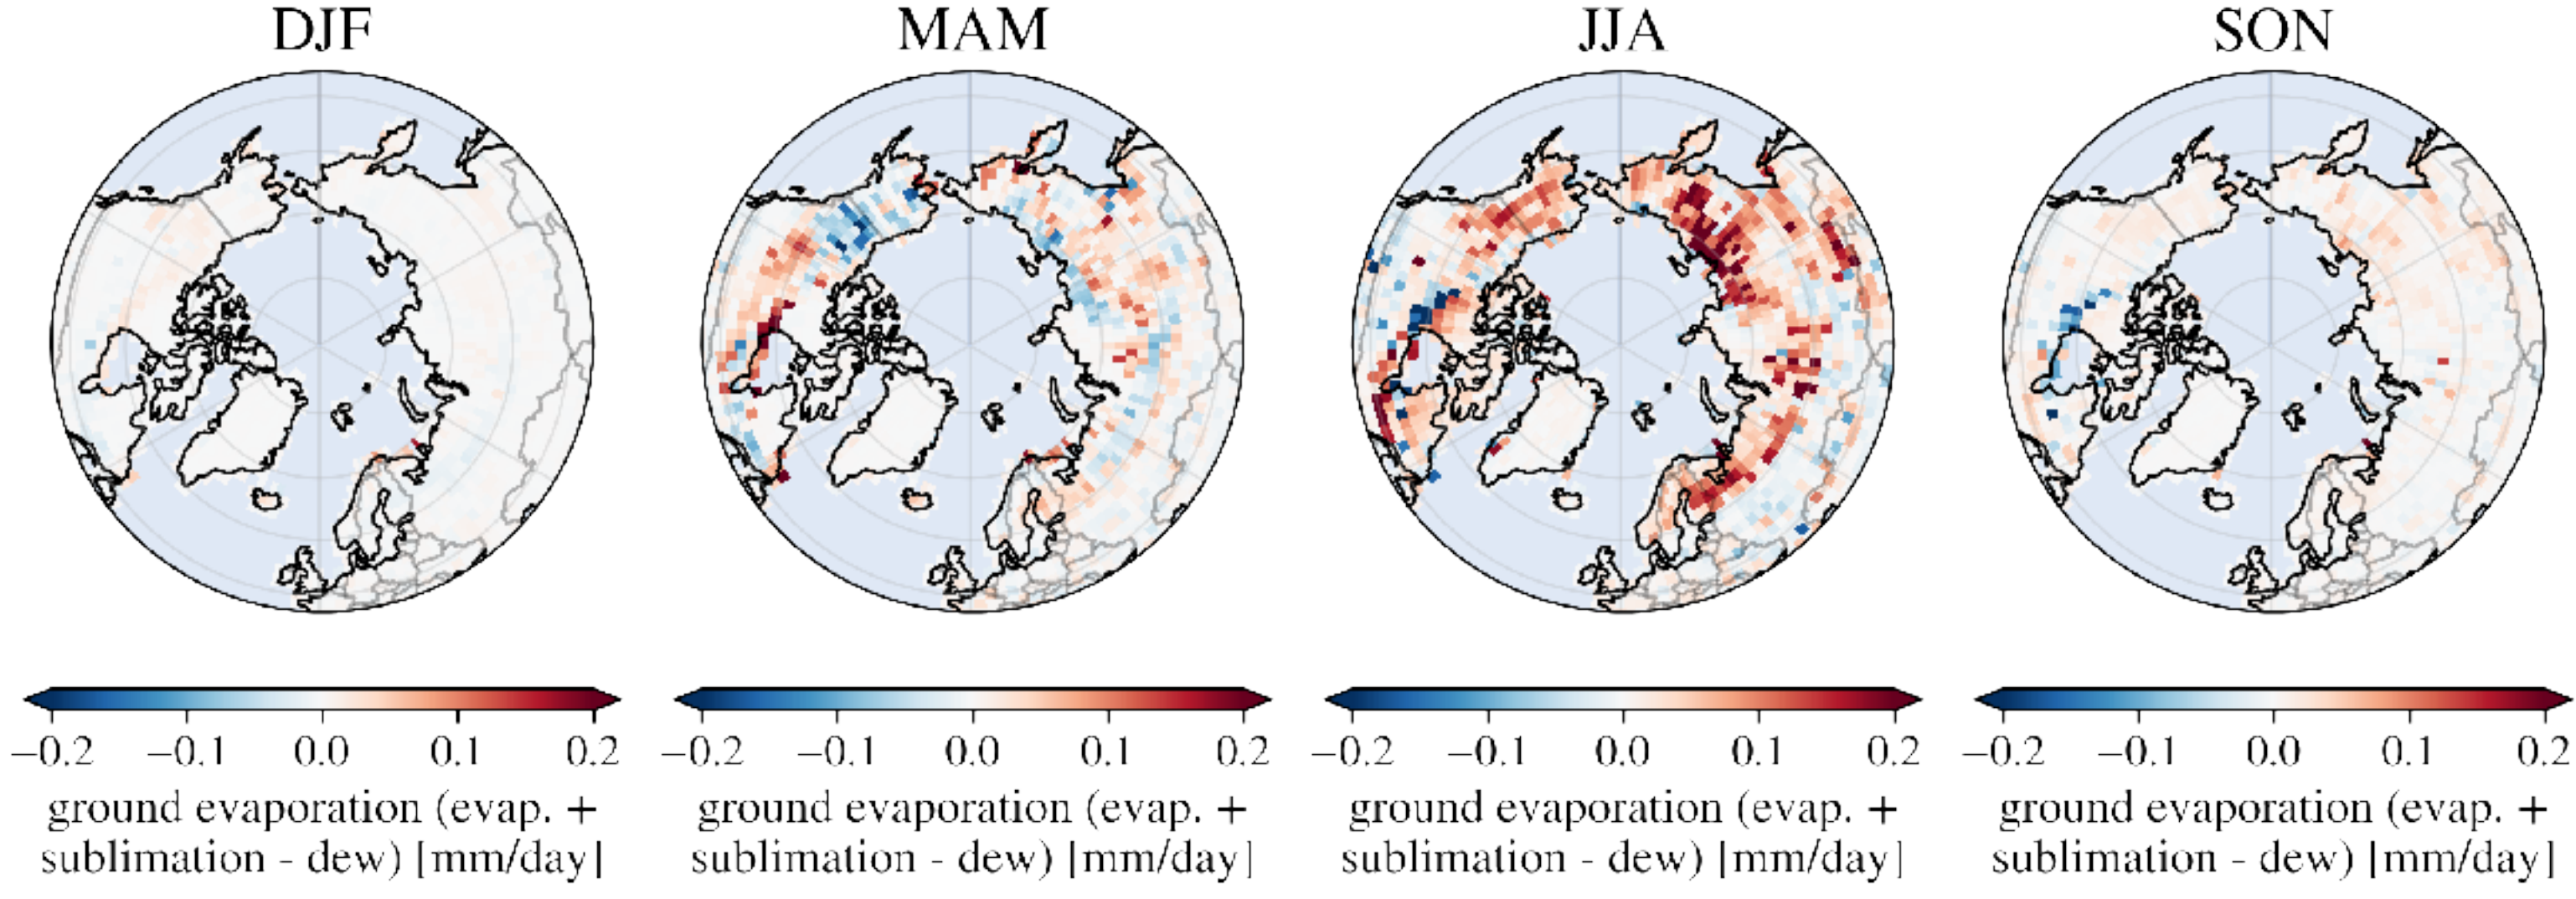 DJF
MAM
JJA
SON
−0.2 −0.1 0.0 0.1 0.2
−0.2 −0.1 0.0 0.1 0.2
−0.2 −0.1 0.0 0.1 0.2
−0.2 −0.1 0.0 0.1 0.2
ground evaporation (evap. +
sublimation - dew) [mm/day]
ground evaporation (evap. +
sublimation - dew) [mm/day]
ground evaporation (evap. +
sublimation - dew) [mm/day]
ground evaporation (evap. +
sublimation - dew) [mm/day]